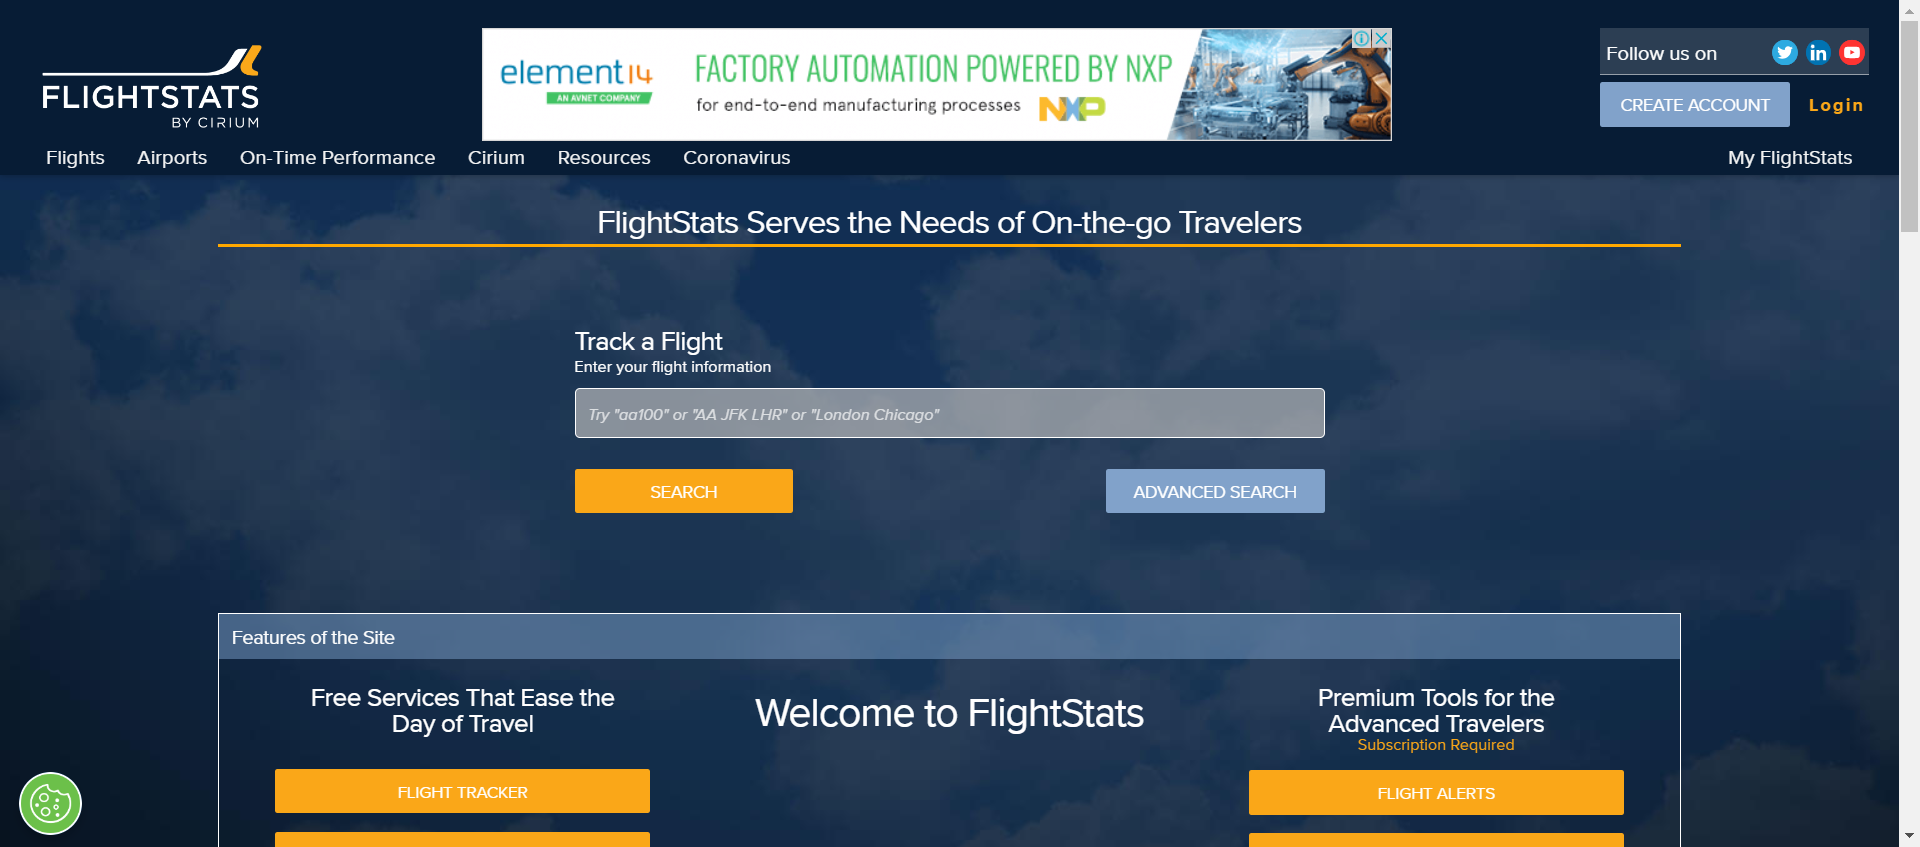 FLIGHTSTATS
BY CIRIUM
element14
AN AVNET COMPANY
FACTORY AUTOMATION POWERED BY NXP
for end-to-end manufacturing processes
NXP
Follow us on
CREATE ACCOUNT
Login
Flights
Airports
On-Time Performance
Cirium
Resources
Coronavirus
My FlightStats
FlightStats Serves the Needs of On-the-go Travelers
Track a Flight
Enter your flight information
Try "aa100" or "AA JFK LHR" or "London Chicago"
SEARCH
ADVANCED SEARCH
Features of the Site
Free Services That Ease the
Day of Travel
FLIGHT TRACKER
Welcome to FlightStats
Premium Tools for the
Advanced Travelers
Subscription Required
FLIGHT ALERTS